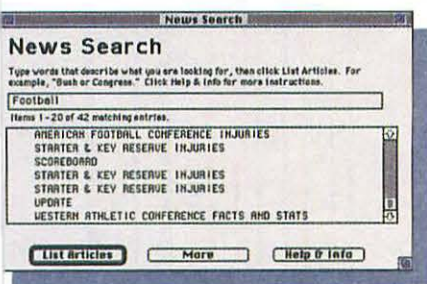 News Search
News Search
Type words that describe what you are looking for, then click List Articles. For
example, "Bush or Congress." Click Help & Info for more instructions.
Football
Items 1-20 of 42 matching entries.
AMERICAN FOOTBALL CONFERENCE INJURIES
STARTER & KEY RESERVE INJURIES
SCOREBOARD
STARTER & KEY RESERVE INJURIES
STARTER & KEY RESERVE INJURIES
UPDATE
WESTERN ATHLETIC CONFERENCE FACTS AND STATS
List Articles More Help & Info